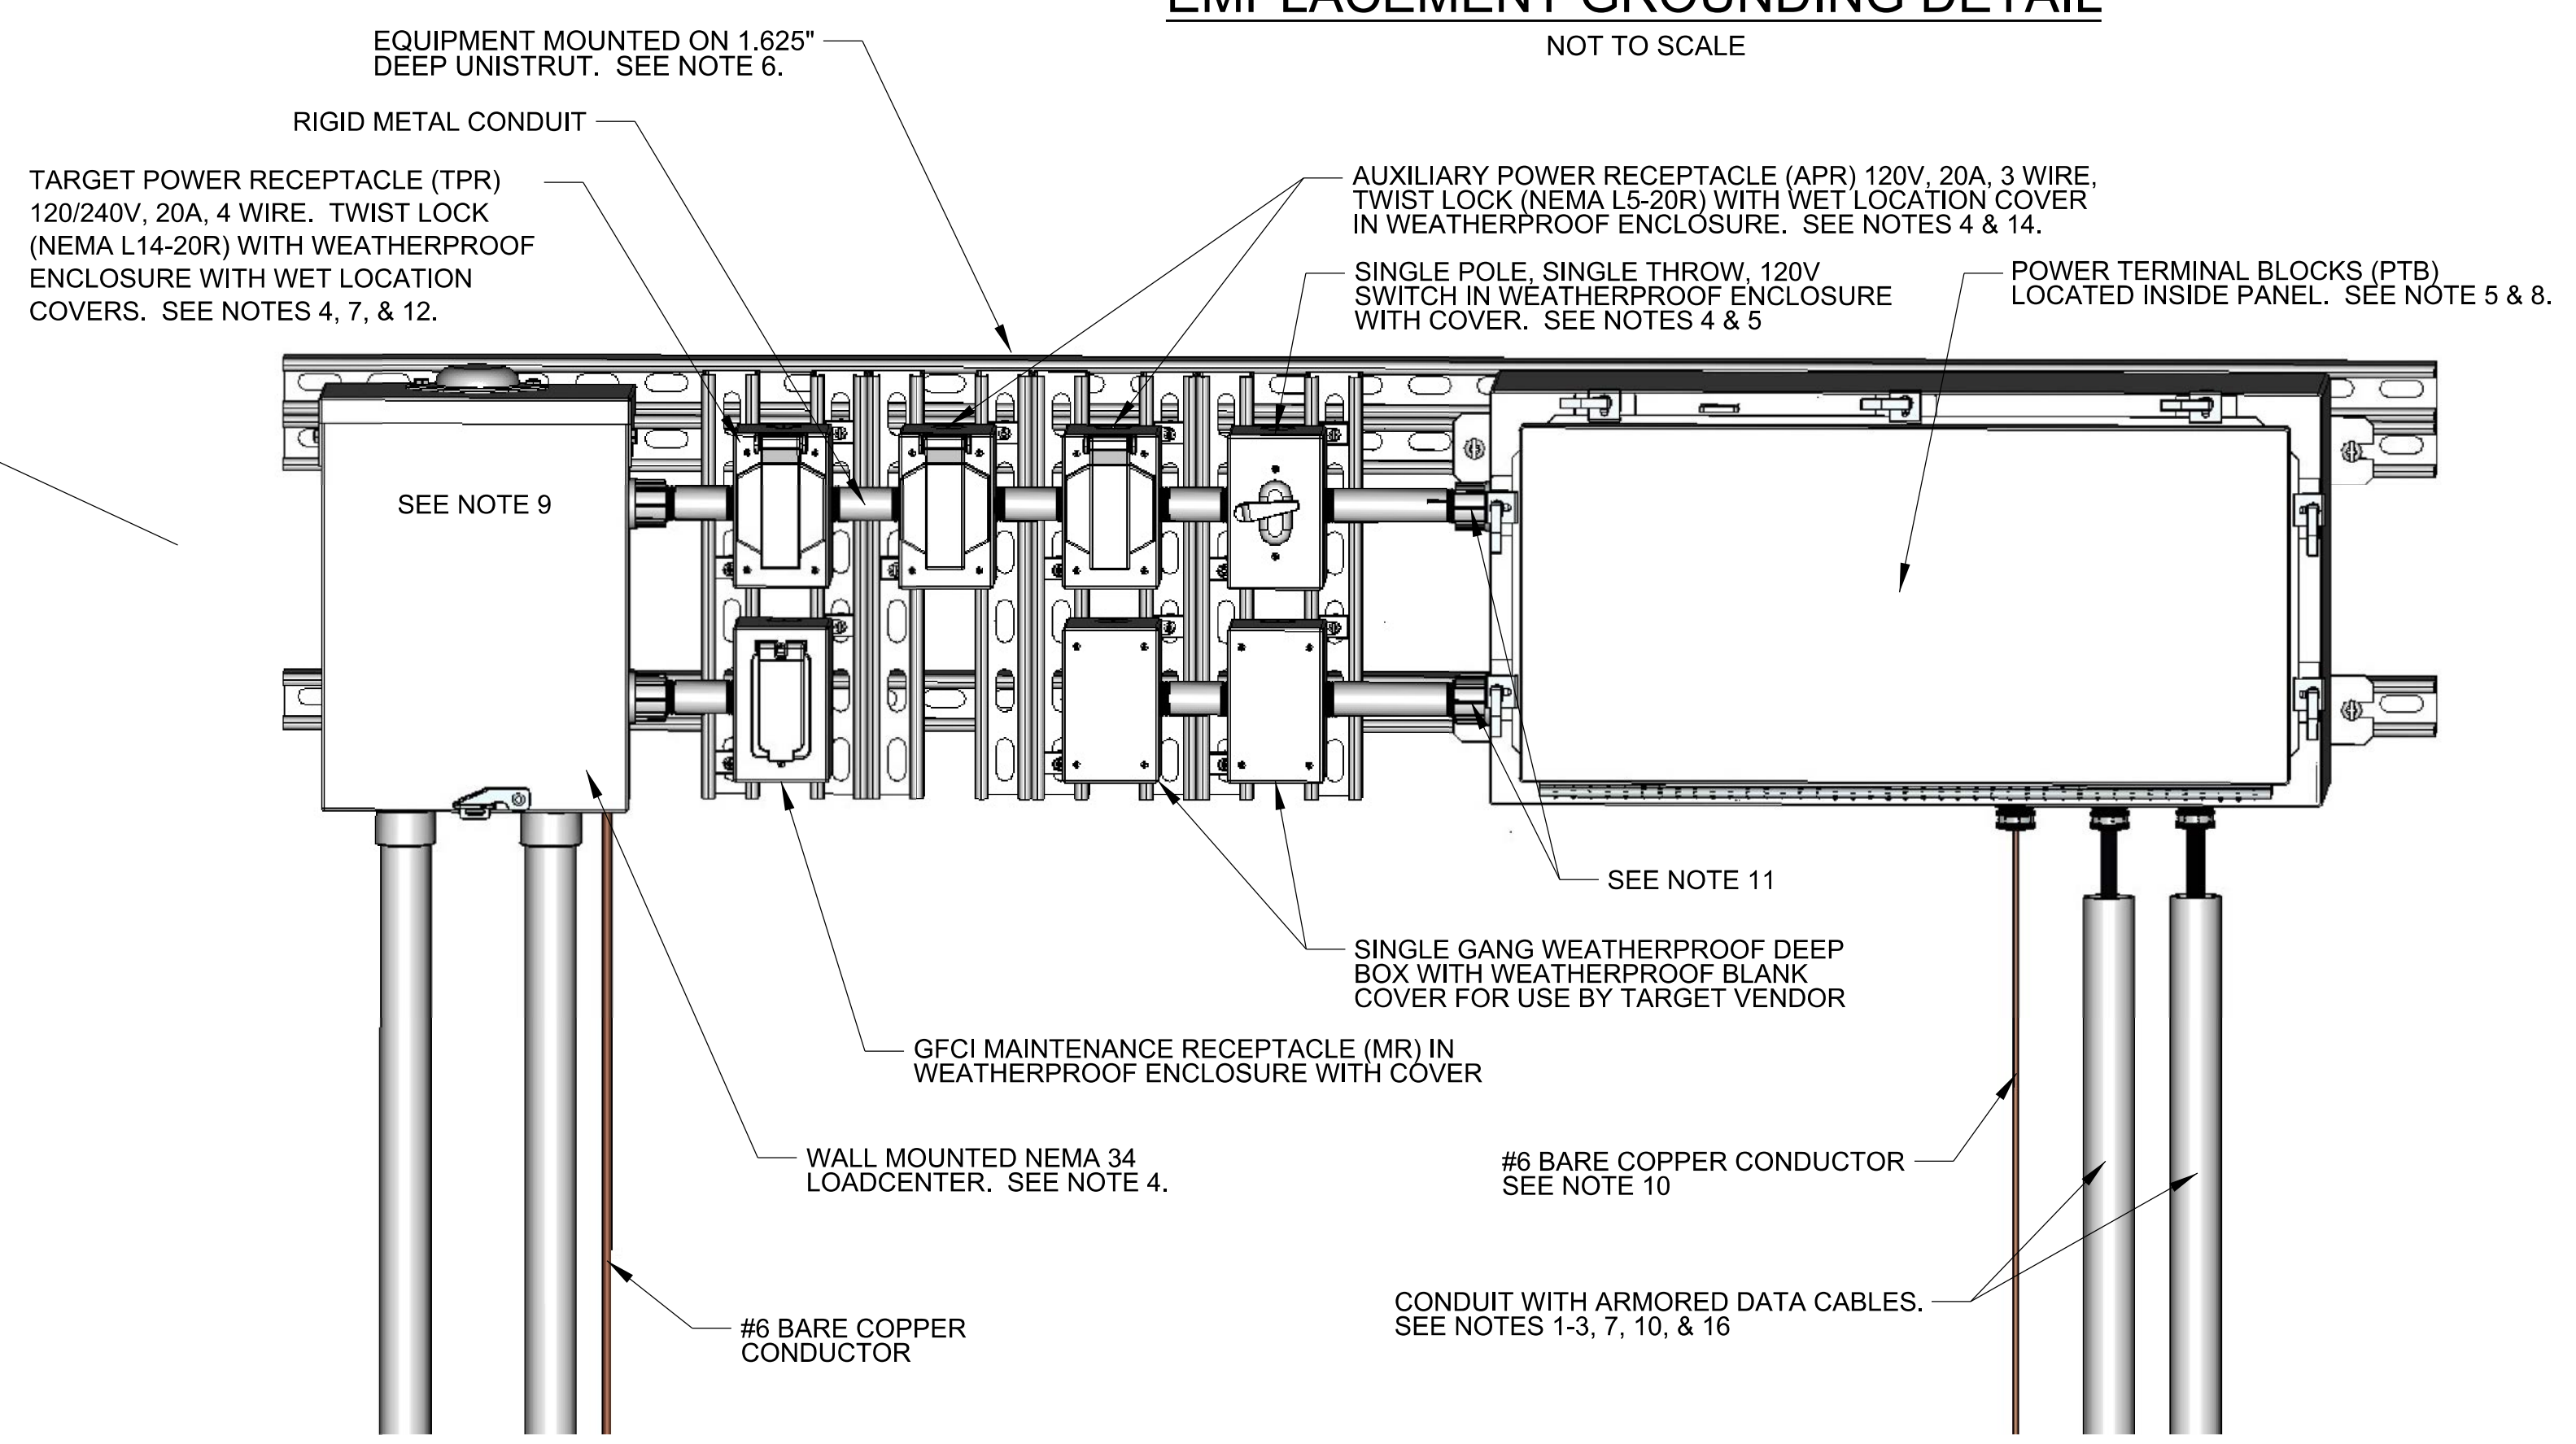 EMPLACEMENT GROUNDING DETAIL
NOT TO SCALE
EQUIPMENT MOUNTED ON 1.625"
DEEP UNISTRUT. SEE NOTE 6.
RIGID METAL CONDUIT
TARGET POWER RECEPTACLE (TPR)
120/240V, 20A, 4 WIRE. TWIST LOCK
(NEMA L14-20R) WITH WEATHERPROOF
ENCLOSURE WITH WET LOCATION
COVERS. SEE NOTES 4, 7, & 12.
AUXILIARY POWER RECEPTACLE (APR) 120V, 20A, 3 WIRE,
TWIST LOCK (NEMA L5-20R) WITH WET LOCATION COVER
IN WEATHERPROOF ENCLOSURE. SEE NOTES 4 & 14.
SINGLE POLE, SINGLE THROW, 120V
SWITCH IN WEATHERPROOF ENCLOSURE
WITH COVER. SEE NOTES 4 & 5
POWER TERMINAL BLOCKS (PTB)
LOCATED INSIDE PANEL. SEE NOTE 5 & 8.
SEE NOTE 9
SEE NOTE 11
SINGLE GANG WEATHERPROOF DEEP
BOX WITH WEATHERPROOF BLANK
COVER FOR USE BY TARGET VENDOR
GFCI MAINTENANCE RECEPTACLE (MR) IN
WEATHERPROOF ENCLOSURE WITH COVER
WALL MOUNTED NEMA 34
LOADCENTER. SEE NOTE 4.
#6 BARE COPPER CONDUCTOR
SEE NOTE 10
CONDUIT WITH ARMORED DATA CABLES.
SEE NOTES 1-3, 7, 10, & 16
#6 BARE COPPER
CONDUCTOR